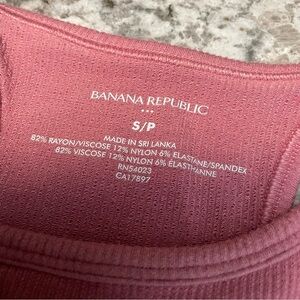 BANANA REPUBLIC
S/P
MADE IN SRI LANKA
82% RAYON/VISCOSE 12% NYLON 6% ELASTANE/SPANDEX
82% VISCOSE 12% NYLON 6% ÉLASTHANNE
RN54023
CA17897